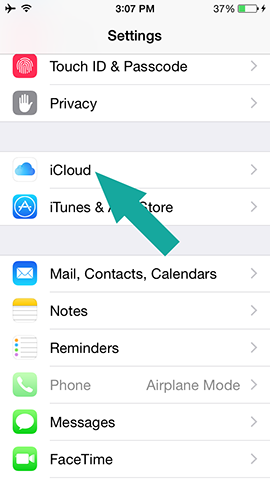 3:07 PM 37%
Settings
Touch ID & Passcode
Privacy
iCloud
iTunes & Store
Mail, Contacts, Calendars
Notes
Reminders
Phone Airplane Mode
Messages
FaceTime